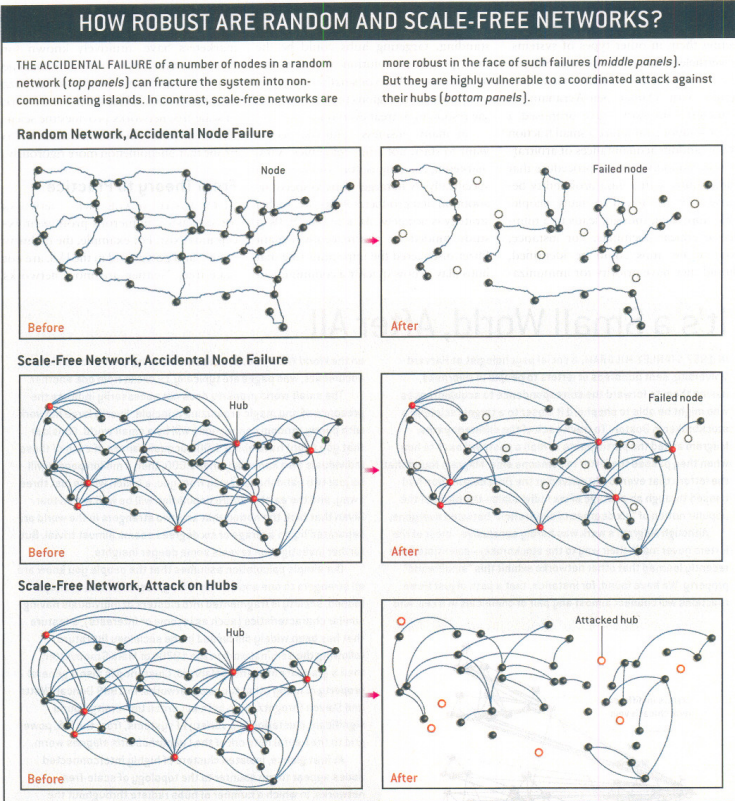 HOW ROBUST ARE RANDOM AND SCALE-FREE NETWORKS?
THE ACCIDENTAL FAILURE of a number of nodes in a random
network (top panels) can fracture the system into non-
communicating islands. In contrast, scale-free networks are
more robust in the face of such failures (middle panels).
But they are highly vulnerable to a coordinated attack against
their hubs (bottom panels).
Random Network, Accidental Node Failure
Node
Before
Failed node
After
Scale-Free Network, Accidental Node Failure
Hub
Before
Failed node
After
Scale-Free Network, Attack on Hubs
Hub
Before
Attacked hub
After